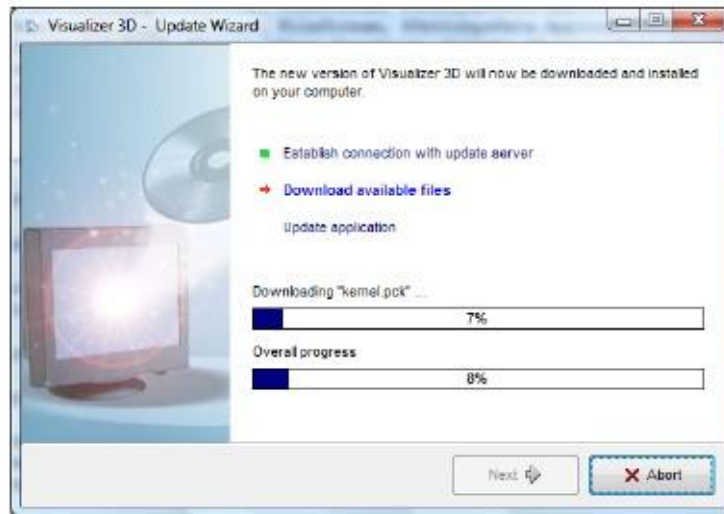 Visualizer 3D - Update Wizard
The new version of Visualizer 3D will now be downloaded and installed
on your computer.
Establish connection with update server
Download available files
Update application
Downloading "kernel.pck" ...
7%
Overall progress
8%
Next
Abort